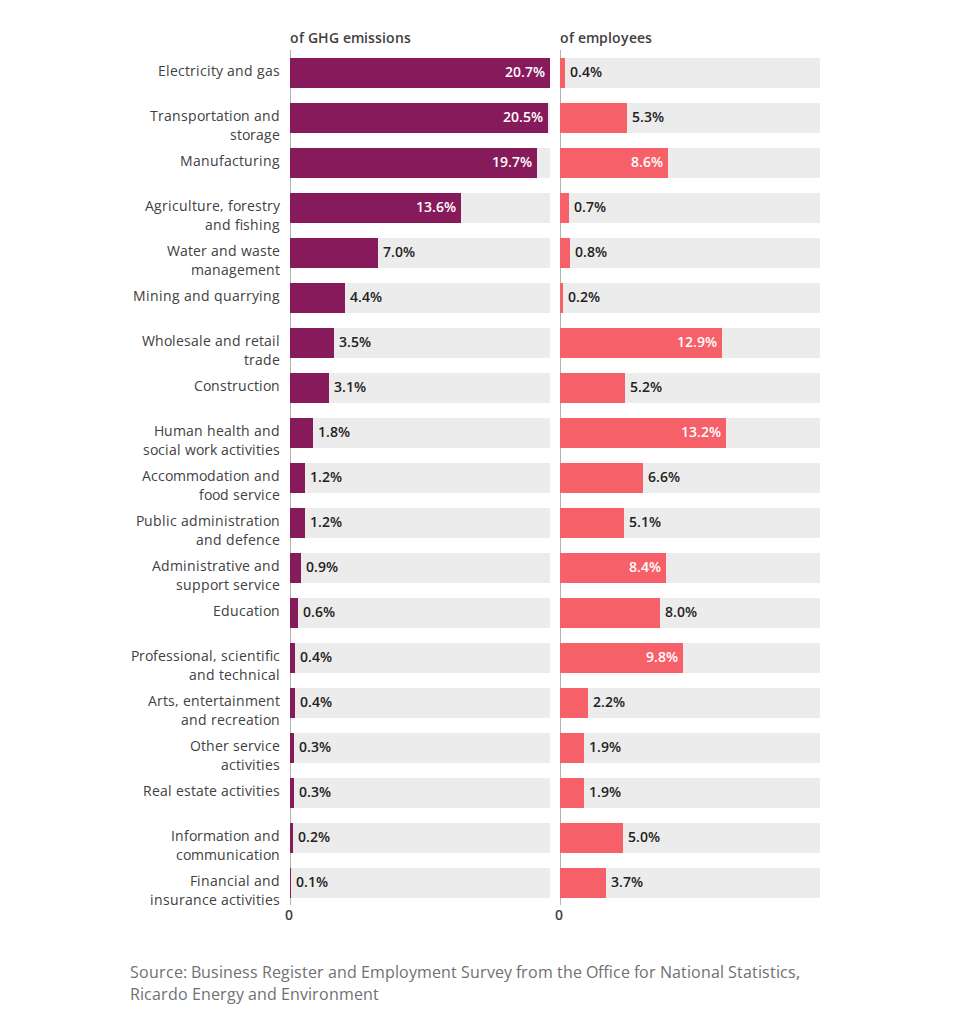 of GHG emissions of employees
Electricity and gas 20.7% 0.4%
Transportation and
storage 20.5% 5.3%
Manufacturing 19.7% 8.6%
Agriculture, forestry
and fishing 13.6% 0.7%
Water and waste
management 7.0% 0.8%
Mining and quarrying 4.4% 0.2%
Wholesale and retail
trade 3.5% 12.9%
Construction 3.1% 5.2%
Human health and
social work activities 1.8% 13.2%
Accommodation and
food service 1.2% 6.6%
Public administration
and defence 1.2% 5.1%
Administrative and
support service 0.9% 8.4%
Education 0.6% 8.0%
Professional, scientific
and technical 0.4% 9.8%
Arts, entertainment
and recreation 0.4% 2.2%
Other service
activities 0.3% 1.9%
Real estate activities 0.3% 1.9%
Information and
communication 0.2% 5.0%
Financial and
insurance activities 0.1% 3.7%
0 0
Source: Business Register and Employment Survey from the Office for National Statistics,
Ricardo Energy and Environment